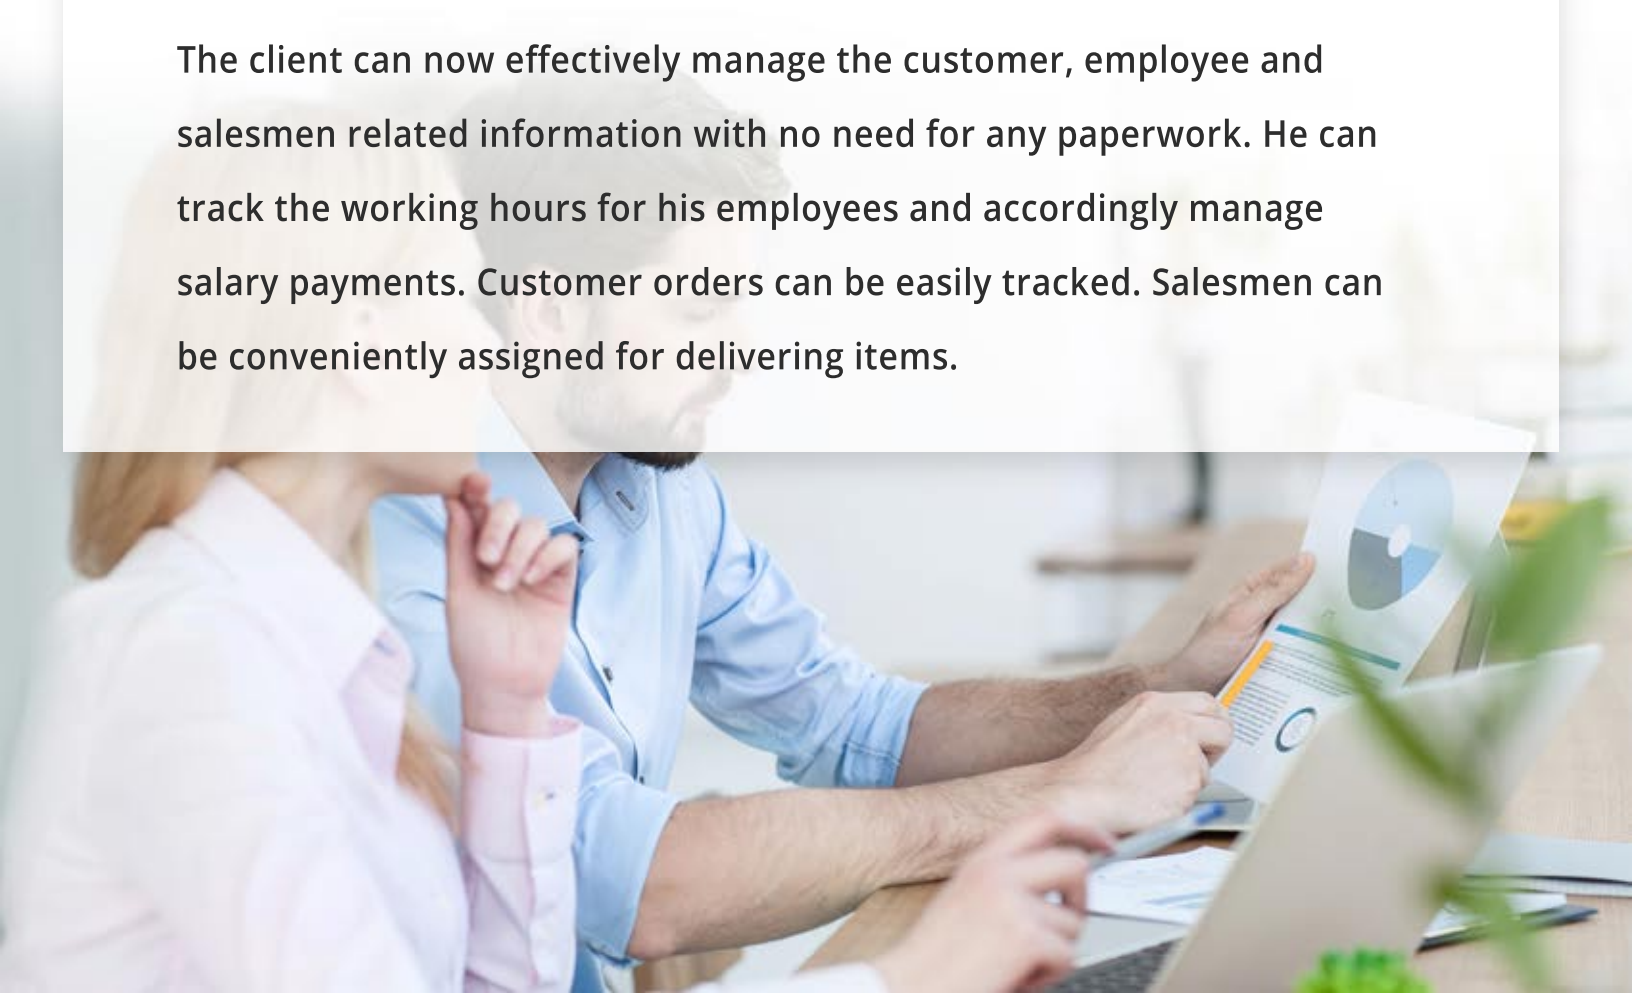 The client can now effectively manage the customer, employee and
salesmen related information with no need for any paperwork. He can
track the working hours for his employees and accordingly manage
salary payments. Customer orders can be easily tracked. Salesmen can
be conveniently assigned for delivering items.